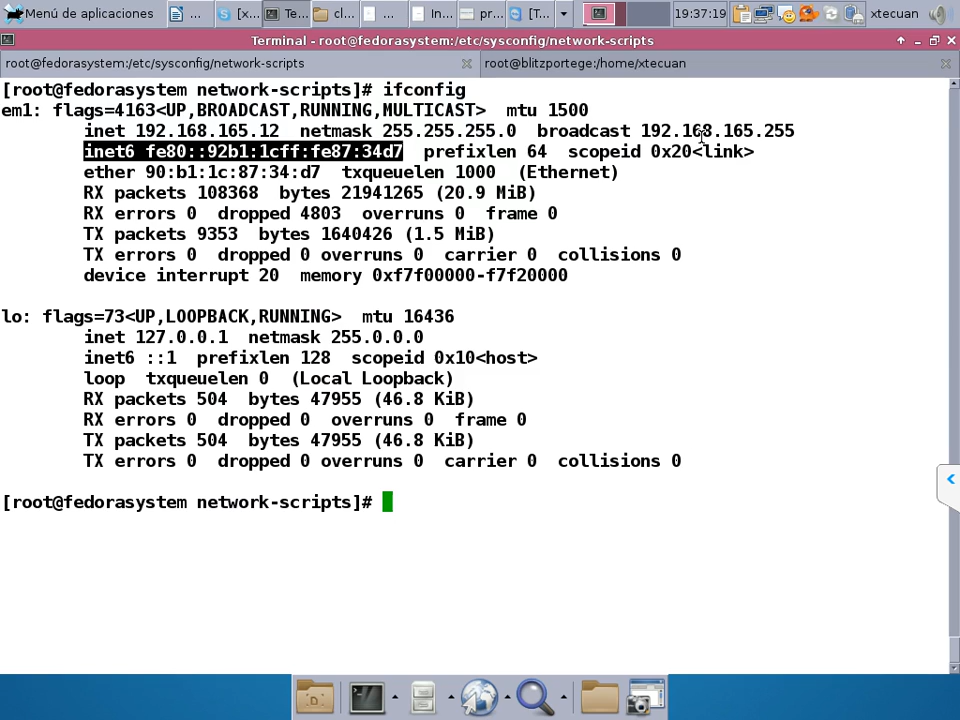 Menú de aplicaciones ... [x... Te... cl... ... In... pr... [T... 19:37:19 xtecuan
Terminal - root@fedorasystem:/etc/sysconfig/network-scripts
root@fedorasystem:/etc/sysconfig/network-scripts root@blitzportege:/home/xtecuan
[root@fedorasystem network-scripts]# ifconfig
em1: flags=4163<UP,BROADCAST,RUNNING,MULTICAST>  mtu 1500
        inet 192.168.165.12  netmask 255.255.255.0  broadcast 192.168.165.255
        inet6 fe80::92b1:1cff:fe87:34d7  prefixlen 64  scopeid 0x20<link>
        ether 90:b1:1c:87:34:d7  txqueuelen 1000  (Ethernet)
        RX packets 108368  bytes 21941265 (20.9 MiB)
        RX errors 0  dropped 4803  overruns 0  frame 0
        TX packets 9353  bytes 1640426 (1.5 MiB)
        TX errors 0  dropped 0 overruns 0  carrier 0  collisions 0
        device interrupt 20  memory 0xf7f00000-f7f20000
lo: flags=73<UP,LOOPBACK,RUNNING>  mtu 16436
        inet 127.0.0.1  netmask 255.0.0.0
        inet6 ::1  prefixlen 128  scopeid 0x10<host>
        loop  txqueuelen 0  (Local Loopback)
        RX packets 504  bytes 47955 (46.8 KiB)
        RX errors 0  dropped 0  overruns 0  frame 0
        TX packets 504  bytes 47955 (46.8 KiB)
        TX errors 0  dropped 0 overruns 0  carrier 0  collisions 0
[root@fedorasystem network-scripts]#